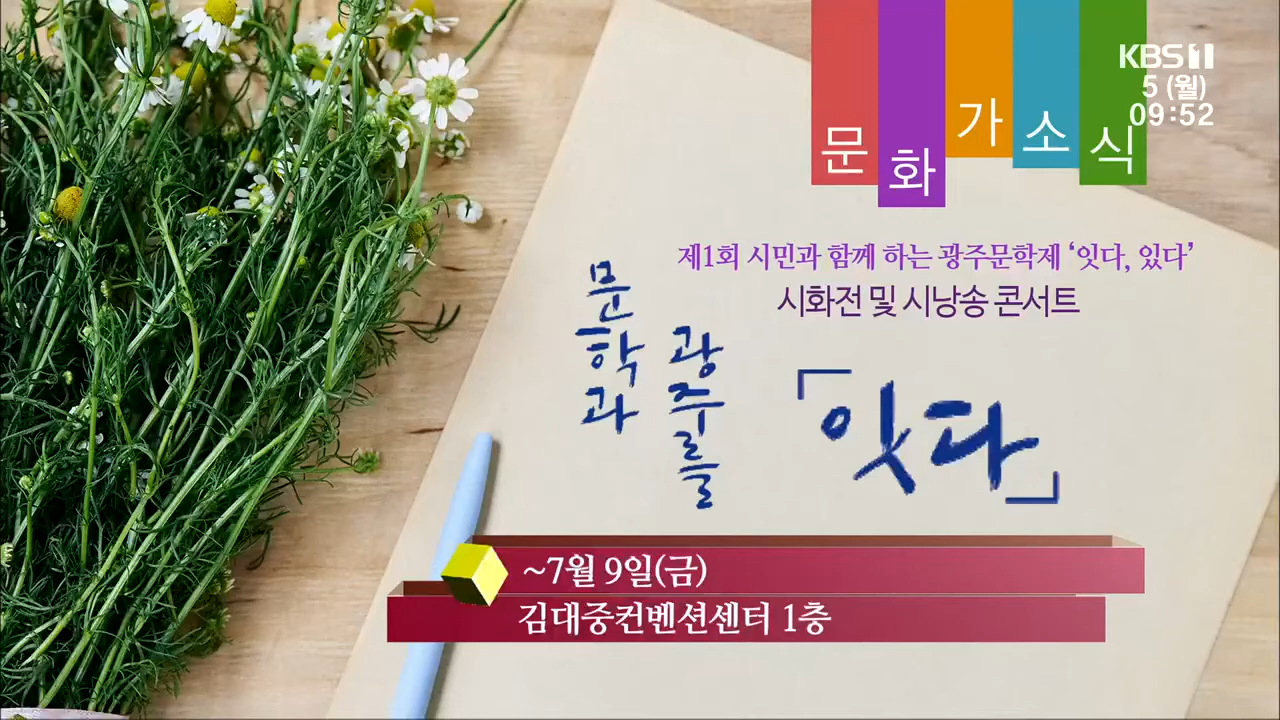 KBS 1
5 (월)
09:52
문화가소식
제1회 시민과 함께 하는 광주문학제 ‘잇다, 있다’
시화전 및 시낭송 콘서트
문학과
광주를
「잇다」
~7월 9일(금)
김대중컨벤션센터 1층